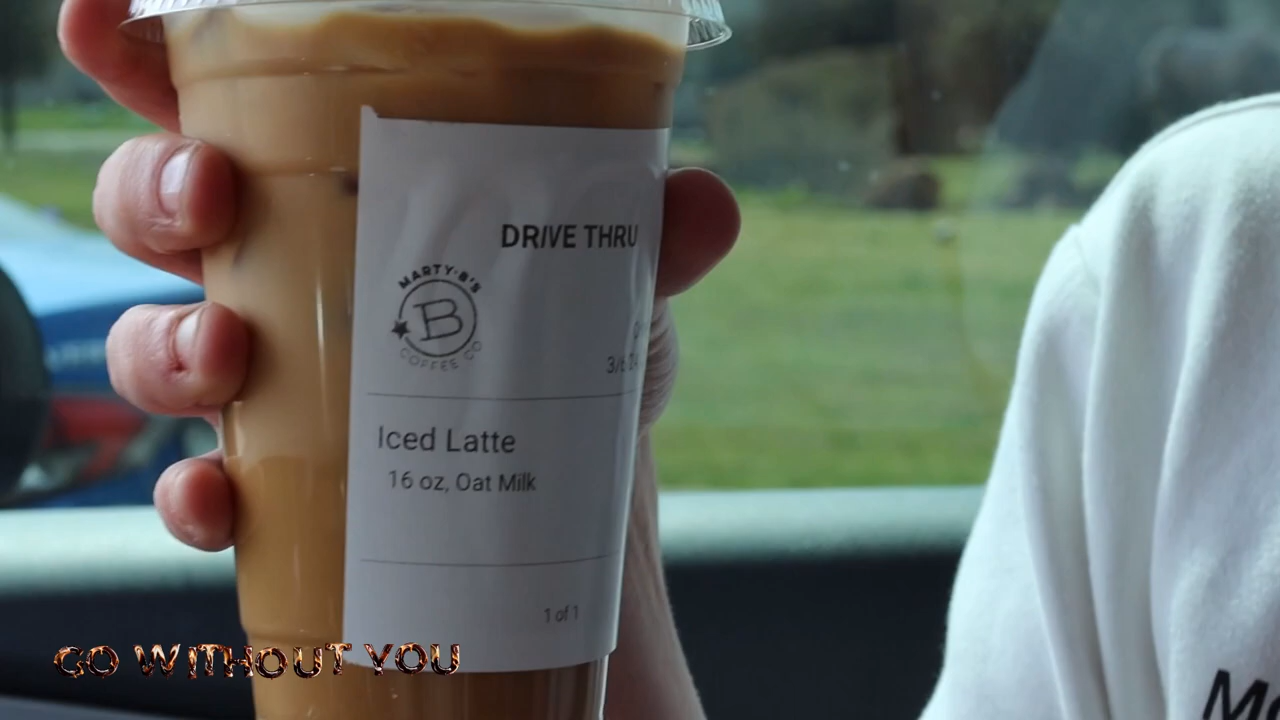 DRIVE THRU
MARTY·B'S
B
COFFEE CO
Iced Latte
16 oz, Oat Milk
1 of 1
GO WITHOUT YOU